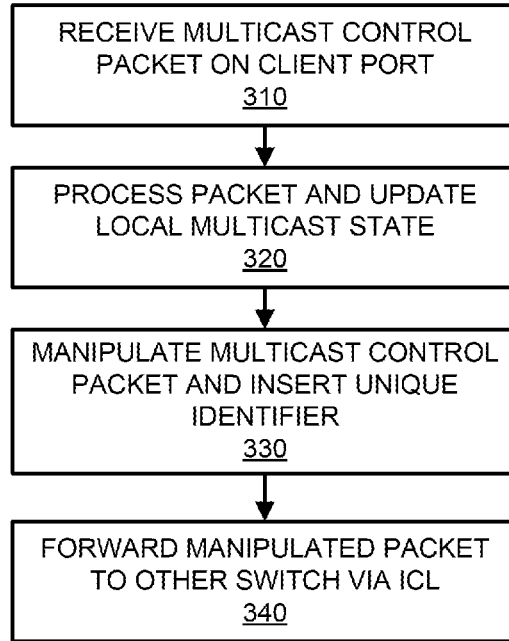 RECEIVE MULTICAST CONTROL
PACKET ON CLIENT PORT
310
PROCESS PACKET AND UPDATE
LOCAL MULTICAST STATE
320
MANIPULATE MULTICAST CONTROL
PACKET AND INSERT UNIQUE
IDENTIFIER
330
FORWARD MANIPULATED PACKET
TO OTHER SWITCH VIA ICL
340